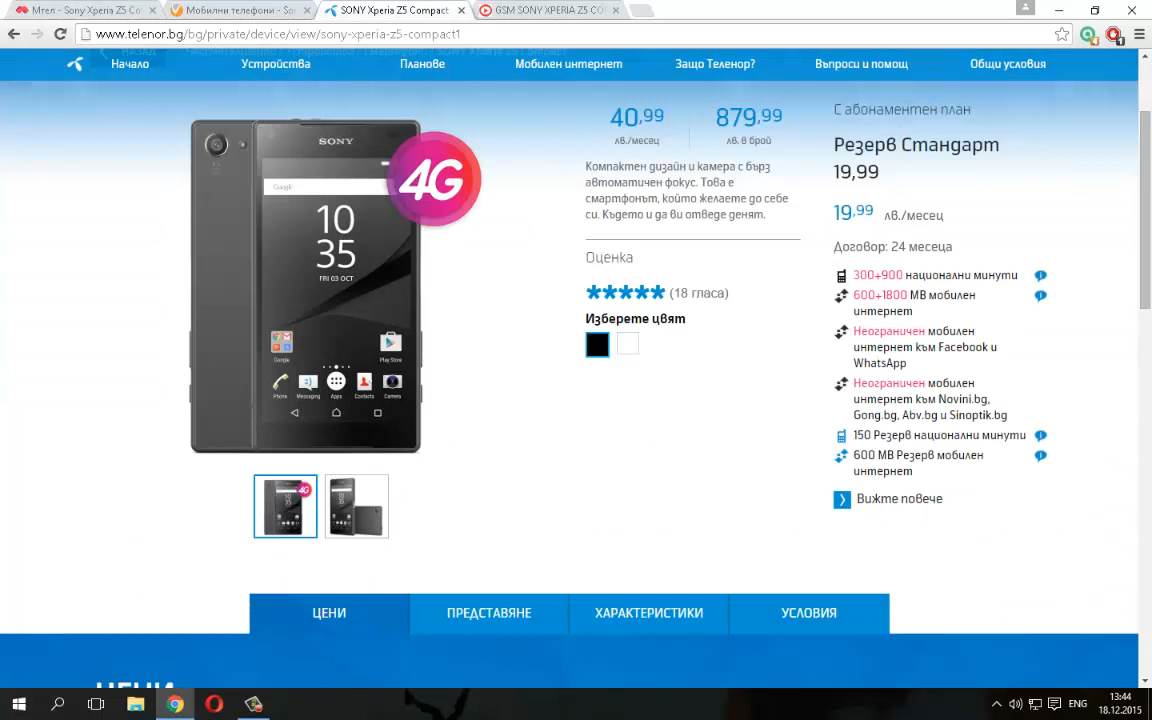 Мтел - Sony Xperia Z5 Co
Мобилни телефони - Son
SONY Xperia Z5 Compact
GSM SONY XPERIA Z5 CO
www.telenor.bg/bg/private/device/view/sony-xperia-z5-compact1
Начало
Устройства
Планове
Мобилен интернет
Защо Теленор?
Въпроси и помощ
Общи условия
SONY
4G
Google
10
35
FRI 03 OCT
Google
Play Store
Phone
Messaging
Apps
Contacts
Camera
40,99
лв./месец
879,99
лв. в брой
Компактен дизайн и камера с бърз
автоматичен фокус. Това е
смартфонът, който желаете до себе
си. Където и да ви отведе денят.
Оценка
(18 гласа)
Изберете цвят
С абонаментен план
Резерв Стандарт
19,99
19,99 лв./месец
Договор: 24 месеца
300+900 национални минути
600+1800 MB мобилен
интернет
Неограничен мобилен
интернет към Facebook и
WhatsApp
Неограничен мобилен
интернет към Novini.bg,
Gong.bg, Abv.bg и Sinoptik.bg
150 Резерв национални минути
600 MB Резерв мобилен
интернет
Вижте повече
4G
ЦЕНИ
ПРЕДСТАВЯНЕ
ХАРАКТЕРИСТИКИ
УСЛОВИЯ
ЦЕНИ
ENG
13:44
18.12.2015